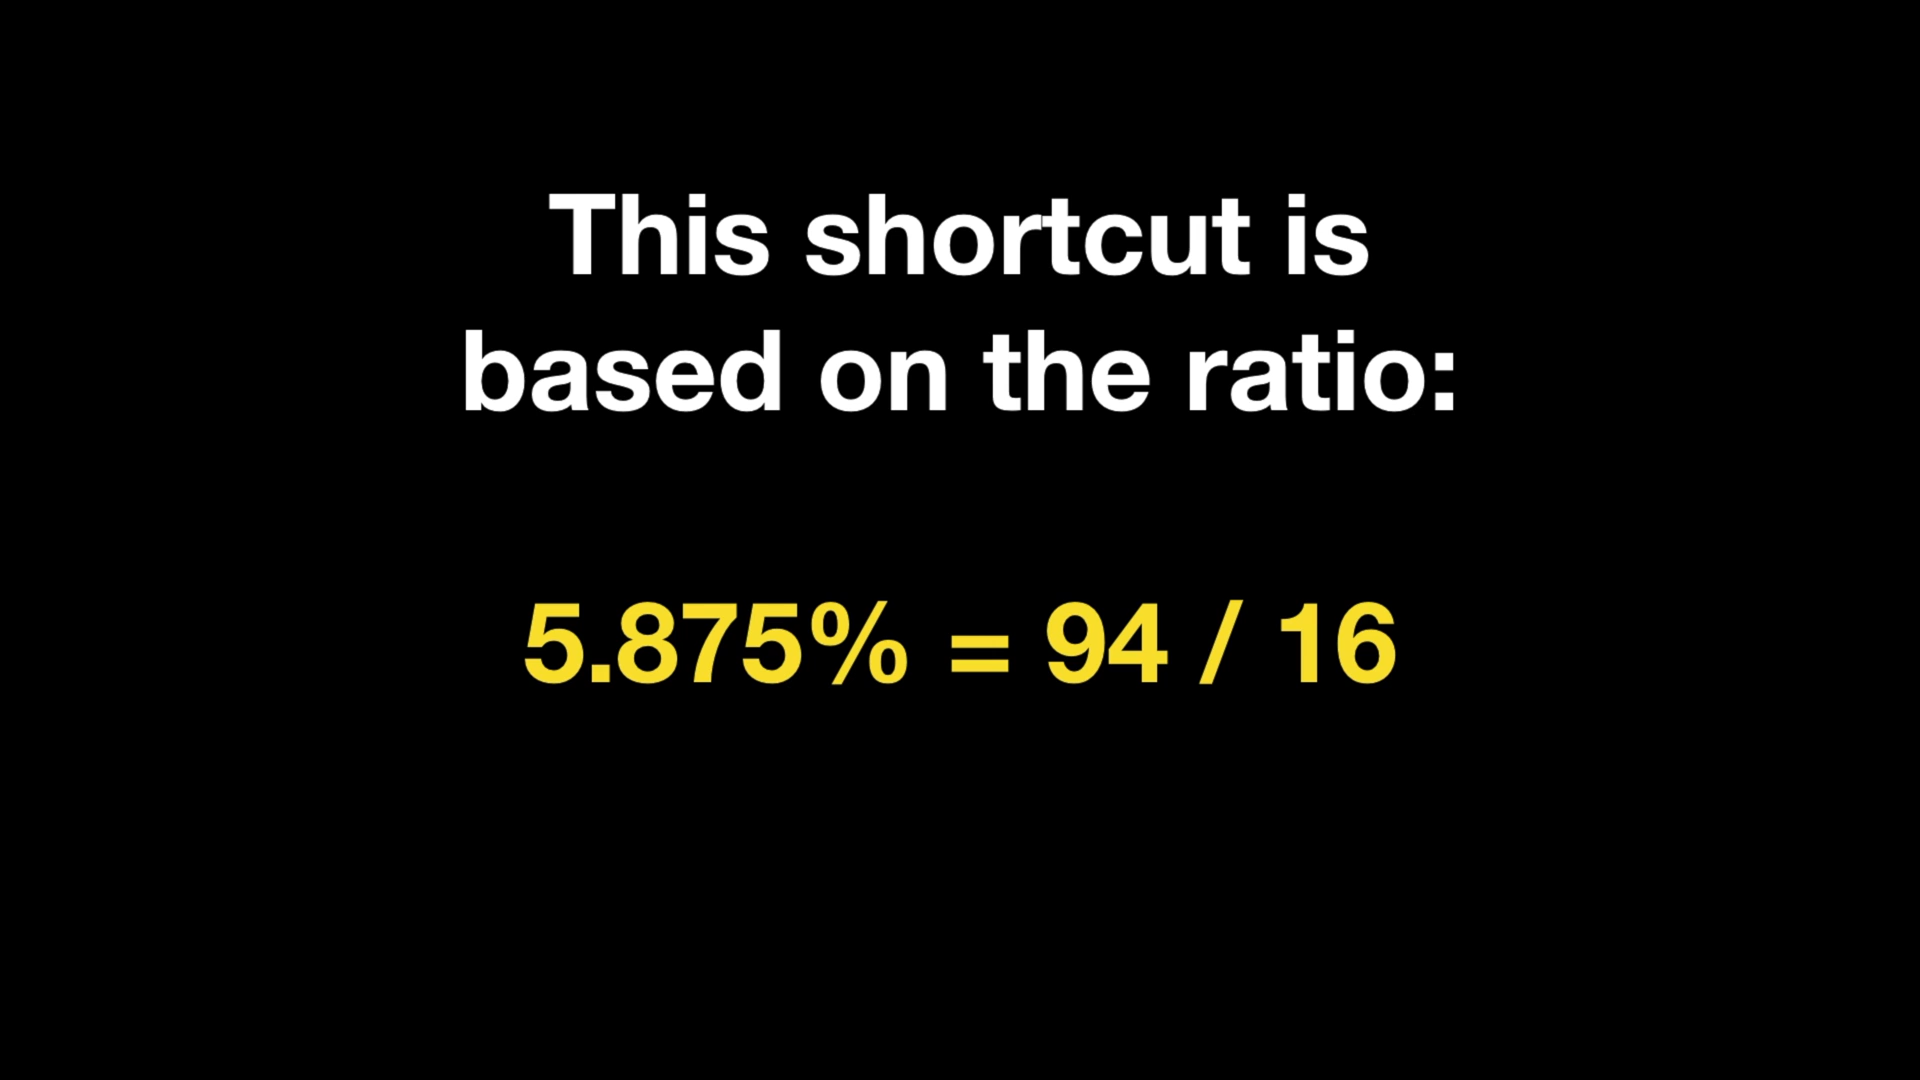 This shortcut is
based on the ratio:
5.875% = 94 / 16